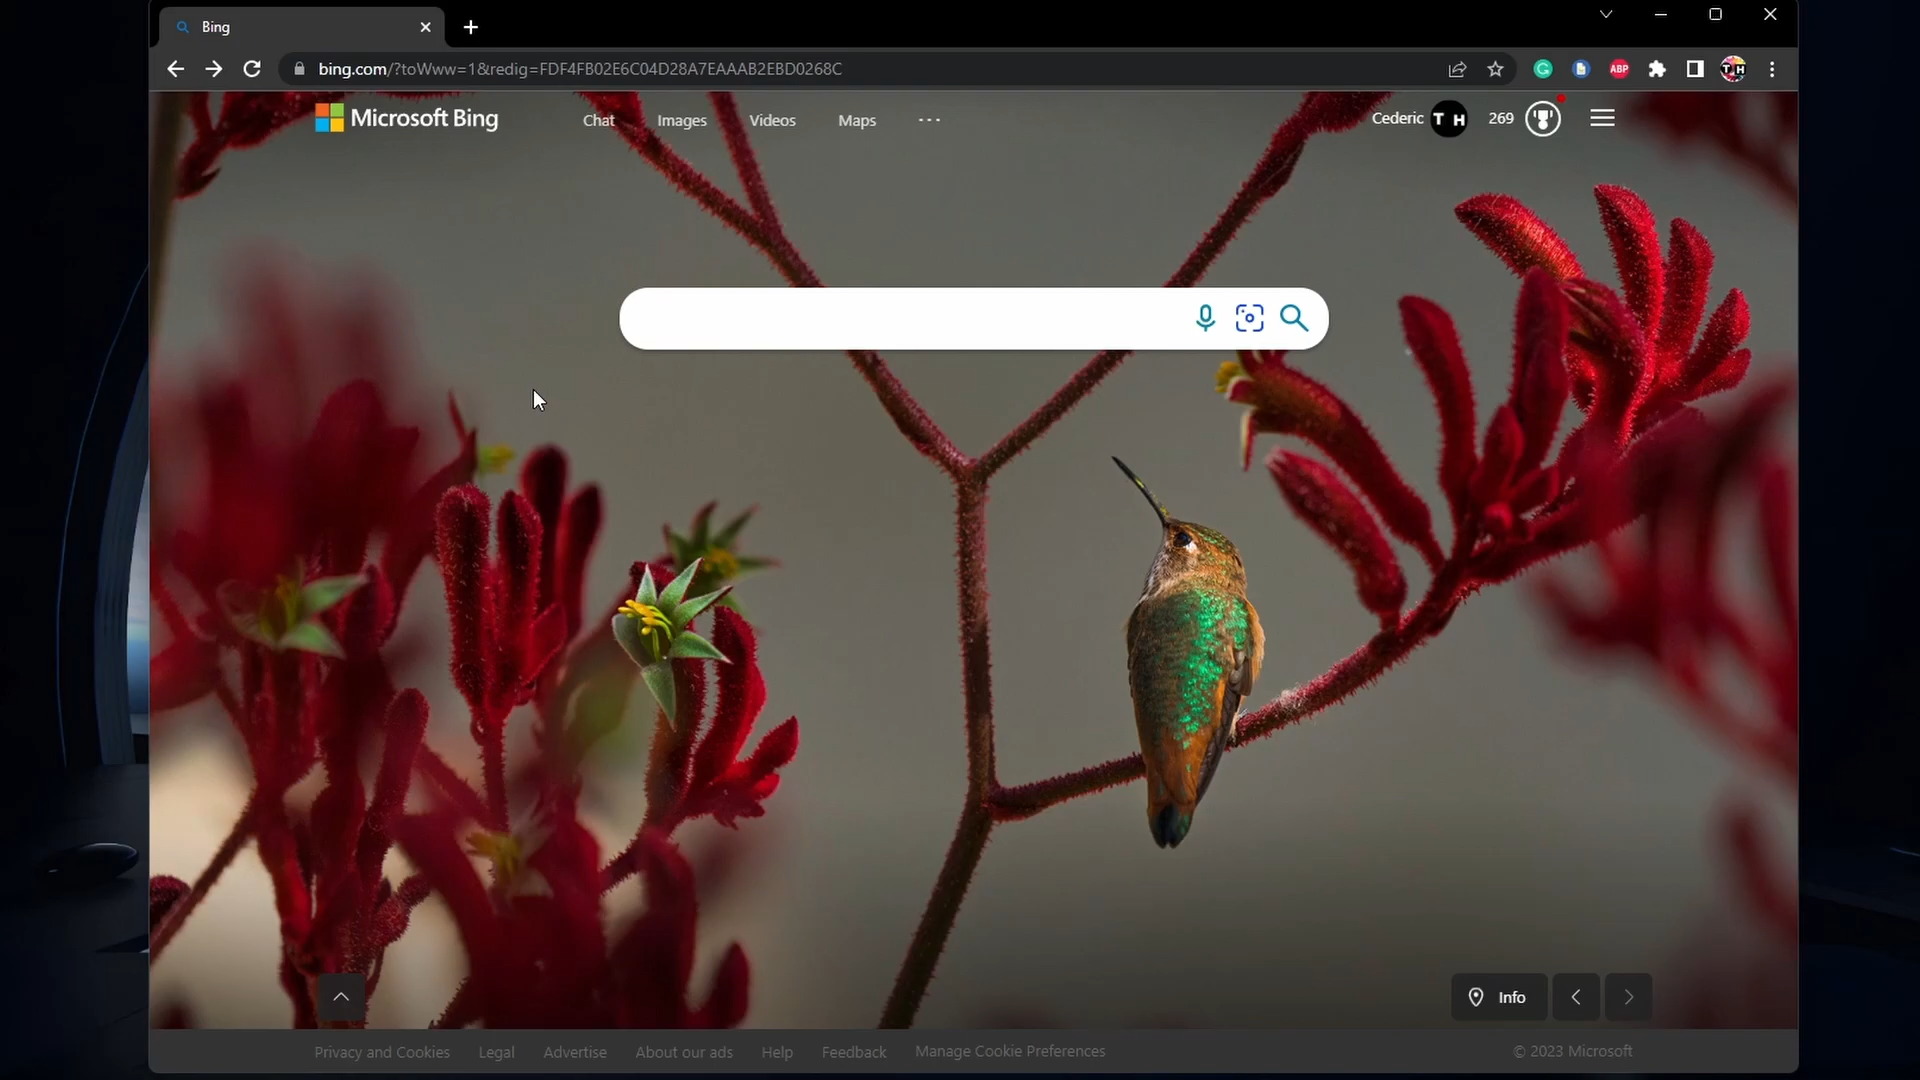 Bing
bing.com/?toWww=1&redig=FDF4FB02E6C04D28A7EAAAB2EBD0268C
ABP
T H
Microsoft Bing
Chat
Images
Videos
Maps
Cederic
T H
269
Info
Privacy and Cookies
Legal
Advertise
About our ads
Help
Feedback
Manage Cookie Preferences
© 2023 Microsoft